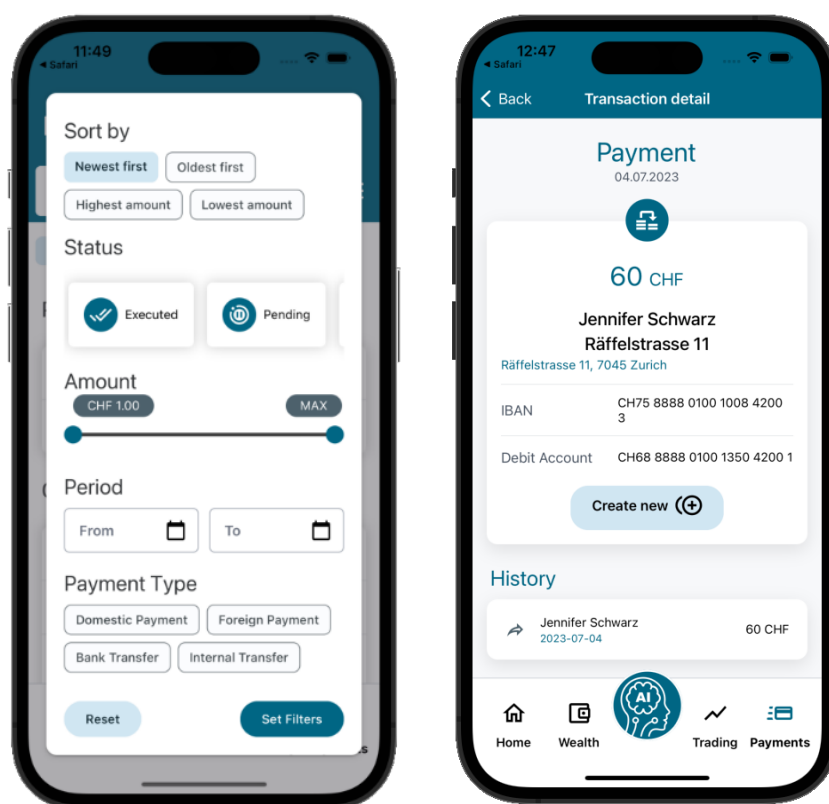 11:49
◀ Safari
Sort by
Newest first
Oldest first
Highest amount
Lowest amount
Status
Executed
Pending
Amount
CHF 1.00
MAX
Period
From
To
Payment Type
Domestic Payment
Foreign Payment
Bank Transfer
Internal Transfer
Reset
Set Filters
12:47
◀ Safari
Back
Transaction detail
Payment
04.07.2023
60 CHF
Jennifer Schwarz
Räffelstrasse 11
Räffelstrasse 11, 7045 Zurich
IBAN
CH75 8888 0100 1008 4200
3
Debit Account
CH68 8888 0100 1350 4200 1
Create new
History
Jennifer Schwarz
2023-07-04
60 CHF
AI
Home
Wealth
Trading
Payments